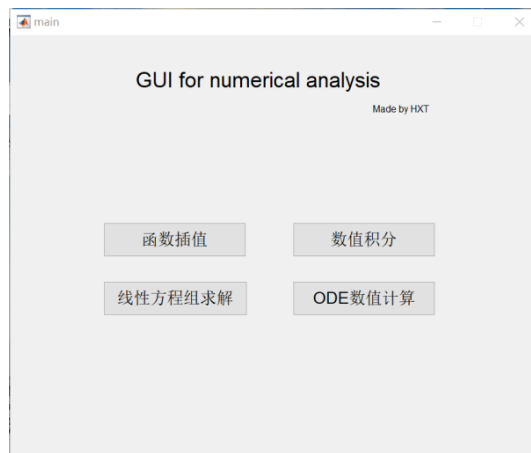 main
GUI for numerical analysis
Made by HXT
函数插值
数值积分
线性方程组求解
ODE数值计算